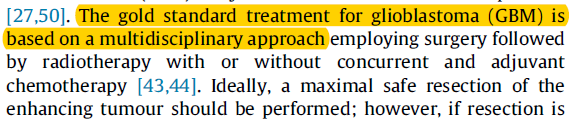 [27,50]. The gold standard treatment for glioblastoma (GBM) is
based on a multidisciplinary approach employing surgery followed
by radiotherapy with or without concurrent and adjuvant
chemotherapy [43,44]. Ideally, a maximal safe resection of the
enhancing tumour should be performed; however, if resection is